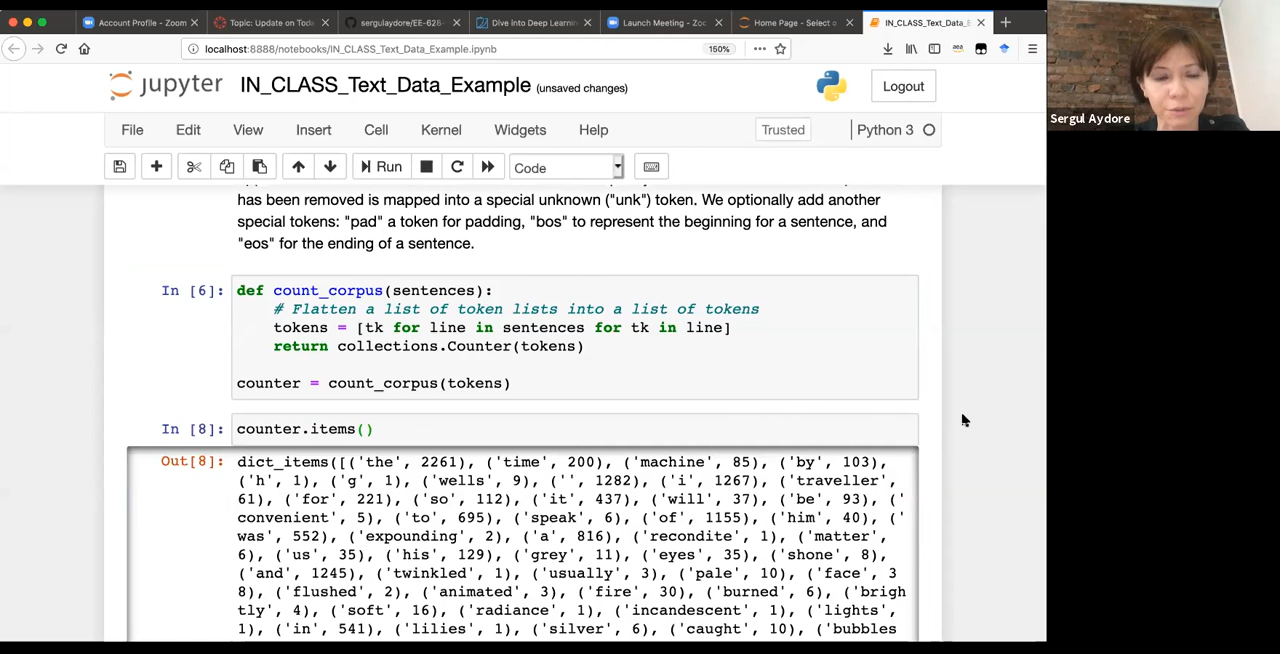 Account Profile - Zoom
Topic: Update on Toda
sergulaydore/EE-628-
Dive Into Deep Learnin
Launch Meeting - Zoo
Home Page - Select o
IN_CLASS_Text_Data_E
localhost:8888/notebooks/IN_CLASS_Text_Data_Example.ipynb
150%
jupyter IN_CLASS_Text_Data_Example (unsaved changes)
Logout
File Edit View Insert Cell Kernel Widgets Help Trusted Python 3
Run Code
has been removed is mapped into a special unknown ("unk") token. We optionally add another
special tokens: "pad" a token for padding, "bos" to represent the beginning for a sentence, and
"eos" for the ending of a sentence.
In [6]: def count_corpus(sentences):
# Flatten a list of token lists into a list of tokens
tokens = [tk for line in sentences for tk in line]
return collections.Counter(tokens)
counter = count_corpus(tokens)
In [8]: counter.items()
Out[8]: dict_items([('the', 2261), ('time', 200), ('machine', 85), ('by', 103),
('h', 1), ('g', 1), ('wells', 9), ('', 1282), ('i', 1267), ('traveller',
61), ('for', 221), ('so', 112), ('it', 437), ('will', 37), ('be', 93), ('
convenient', 5), ('to', 695), ('speak', 6), ('of', 1155), ('him', 40), ('
was', 552), ('expounding', 2), ('a', 816), ('recondite', 1), ('matter',
6), ('us', 35), ('his', 129), ('grey', 11), ('eyes', 35), ('shone', 8),
('and', 1245), ('twinkled', 1), ('usually', 3), ('pale', 10), ('face', 3
8), ('flushed', 2), ('animated', 3), ('fire', 30), ('burned', 6), ('brigh
tly', 4), ('soft', 16), ('radiance', 1), ('incandescent', 1), ('lights',
1), ('in', 541), ('lilies', 1), ('silver', 6), ('caught', 10), ('bubbles
Sergul Aydore